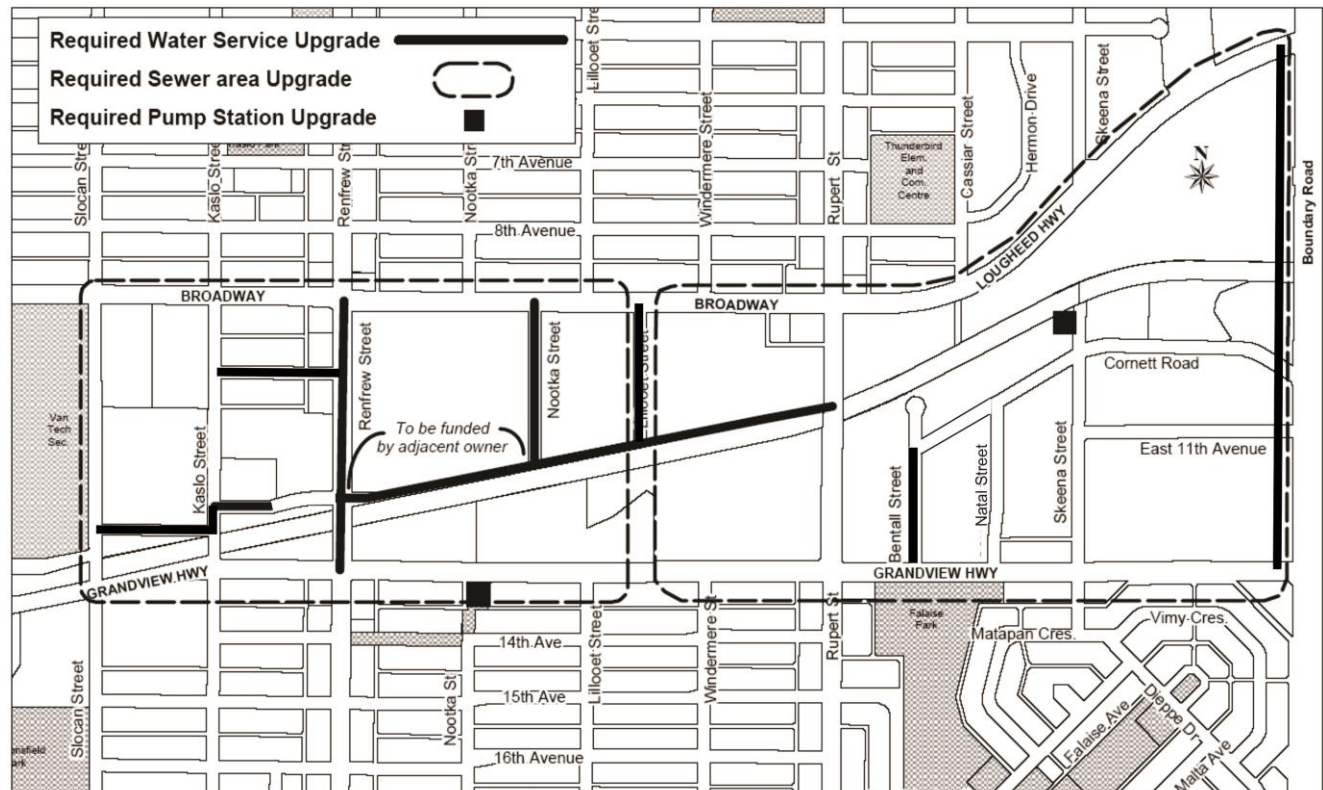 Required Water Service Upgrade
Required Sewer area Upgrade
Required Pump Station Upgrade
Slocan Street
Kaslo Street
Renfrew St
Nootka Str
Lillooet Stre
7th Avenue
8th Avenue
Windermere Street
Rupert St
Thunderbird
Elem.
and
Com.
Centre
Cassiar Street
Hermon Drive
Skeena Street
N
LOUGHEED HWY
Boundary Road
BROADWAY
BROADWAY
Van
Tech
Sec.
Kaslo Street
Renfrew Street
To be funded
by adjacent owner
Nootka Street
Lillooet Street
Cornett Road
East 11th Avenue
Bentall Street
Natal Street
Skeena Street
GRANDVIEW HWY
GRANDVIEW HWY
Slocan Street
Nootka St
Lillooet Street
Windermere St
Rupert St
14th Ave
15th Ave
16th Avenue
Falaise
Park
Matapan Cres.
Vimy Cres.
Dieppe Dr
Falaise Ave
Malta Ave
nsfield
ark